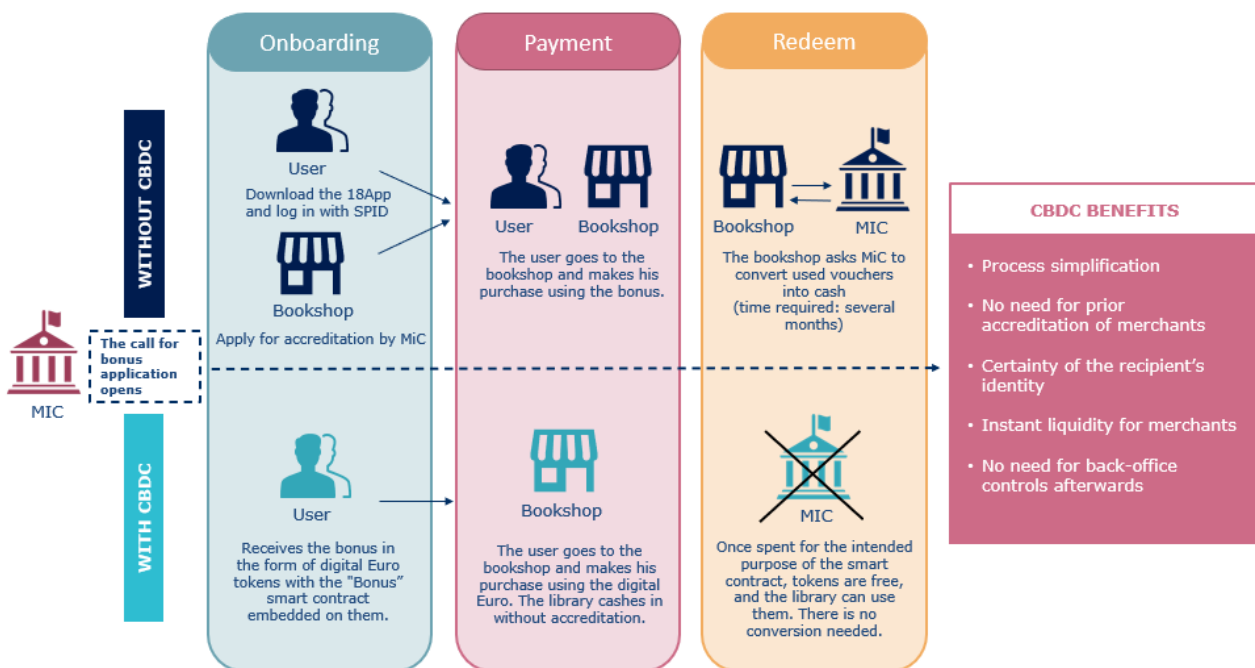 Onboarding
Payment
Redeem
WITHOUT CBDC
User
Download the 18App
and log in with SPID
Bookshop
Apply for accreditation by MiC
User
Bookshop
The user goes to the
bookshop and makes his
purchase using the bonus.
Bookshop
MIC
The bookshop asks MiC to
convert used vouchers
into cash
(time required: several
months)
MIC
The call for
bonus
application
opens
WITH CBDC
User
Receives the bonus in
the form of digital Euro
tokens with the "Bonus”
smart contract
embedded on them.
Bookshop
The user goes to the
bookshop and makes his
purchase using the digital
Euro. The library cashes in
without accreditation.
MIC
Once spent for the intended
purpose of the smart
contract, tokens are free,
and the library can use
them. There is no
conversion needed.
CBDC BENEFITS
• Process simplification
• No need for prior
accreditation of merchants
• Certainty of the recipient's
identity
• Instant liquidity for merchants
• No need for back-office
controls afterwards